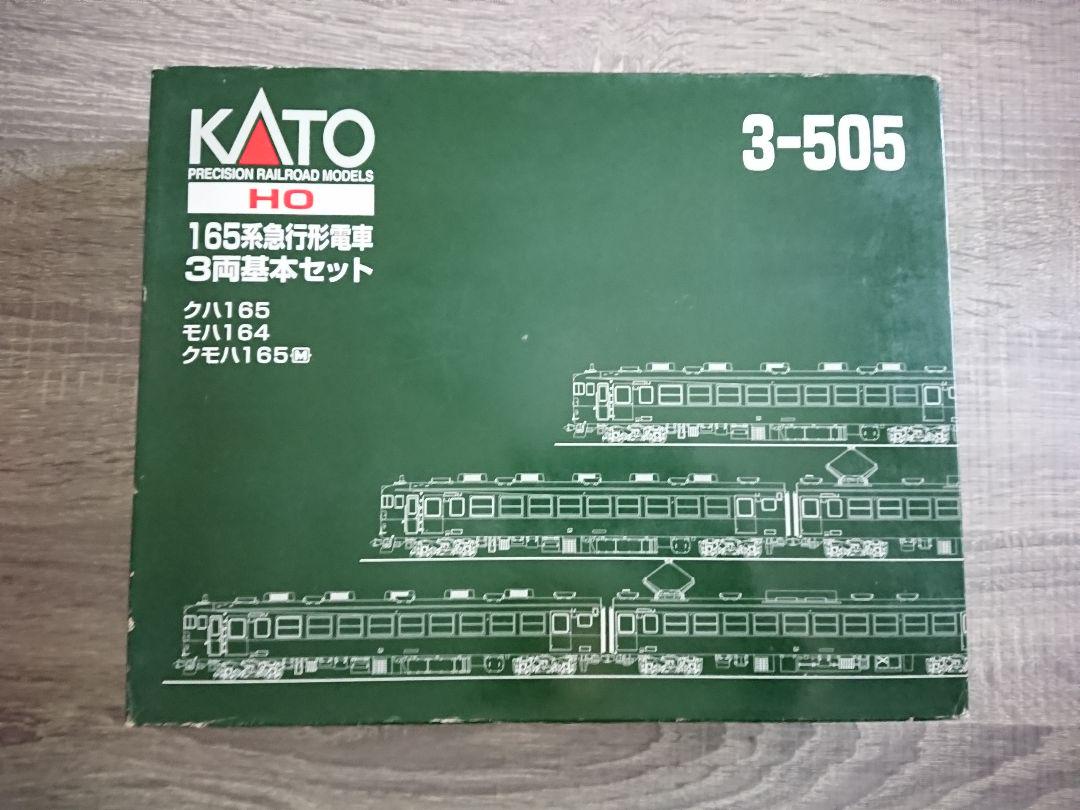 KATO
PRECISION RAILROAD MODELS
HO
165系急行形電車
3両基本セット
クハ165
モハ164
クモハ165Ⓜ
3-505